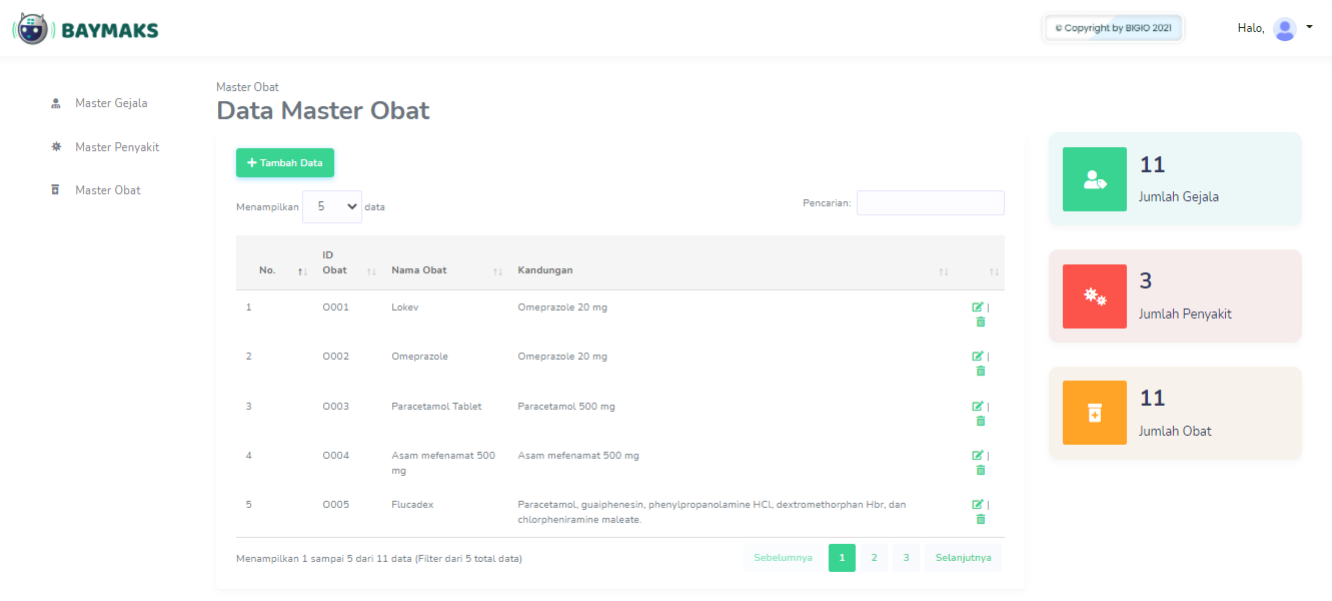 BAYMAKS
© Copyright by BIGIO 2021
Halo,
Master Gejala
Master Penyakit
Master Obat
Master Obat
Data Master Obat
+ Tambah Data
Menampilkan 5 data
Pencarian:
No. ID Obat Nama Obat Kandungan
1 O001 Lokev Omeprazole 20 mg |
2 O002 Omeprazole Omeprazole 20 mg |
3 O003 Paracetamol Tablet Paracetamol 500 mg |
4 O004 Asam mefenamat 500 mg Asam mefenamat 500 mg |
5 O005 Flucadex Paracetamol, guaiphenesin, phenylpropanolamine HCl, dextromethorphan Hbr, dan |
chlorpheniramine maleate.
Menampilkan 1 sampai 5 dari 11 data (Filter dari 5 total data)
Sebelumnya 1 2 3 Selanjutnya
11
Jumlah Gejala
3
Jumlah Penyakit
11
Jumlah Obat